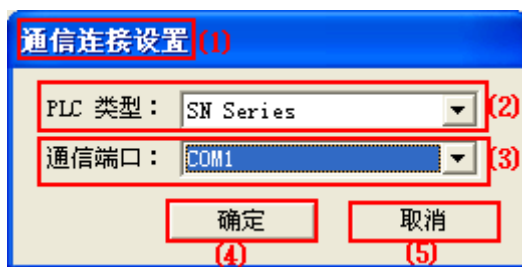 通信连接设置 (1)
PLC 类型： SN Series (2)
通信端口： COM1 (3)
确定 取消
(4) (5)